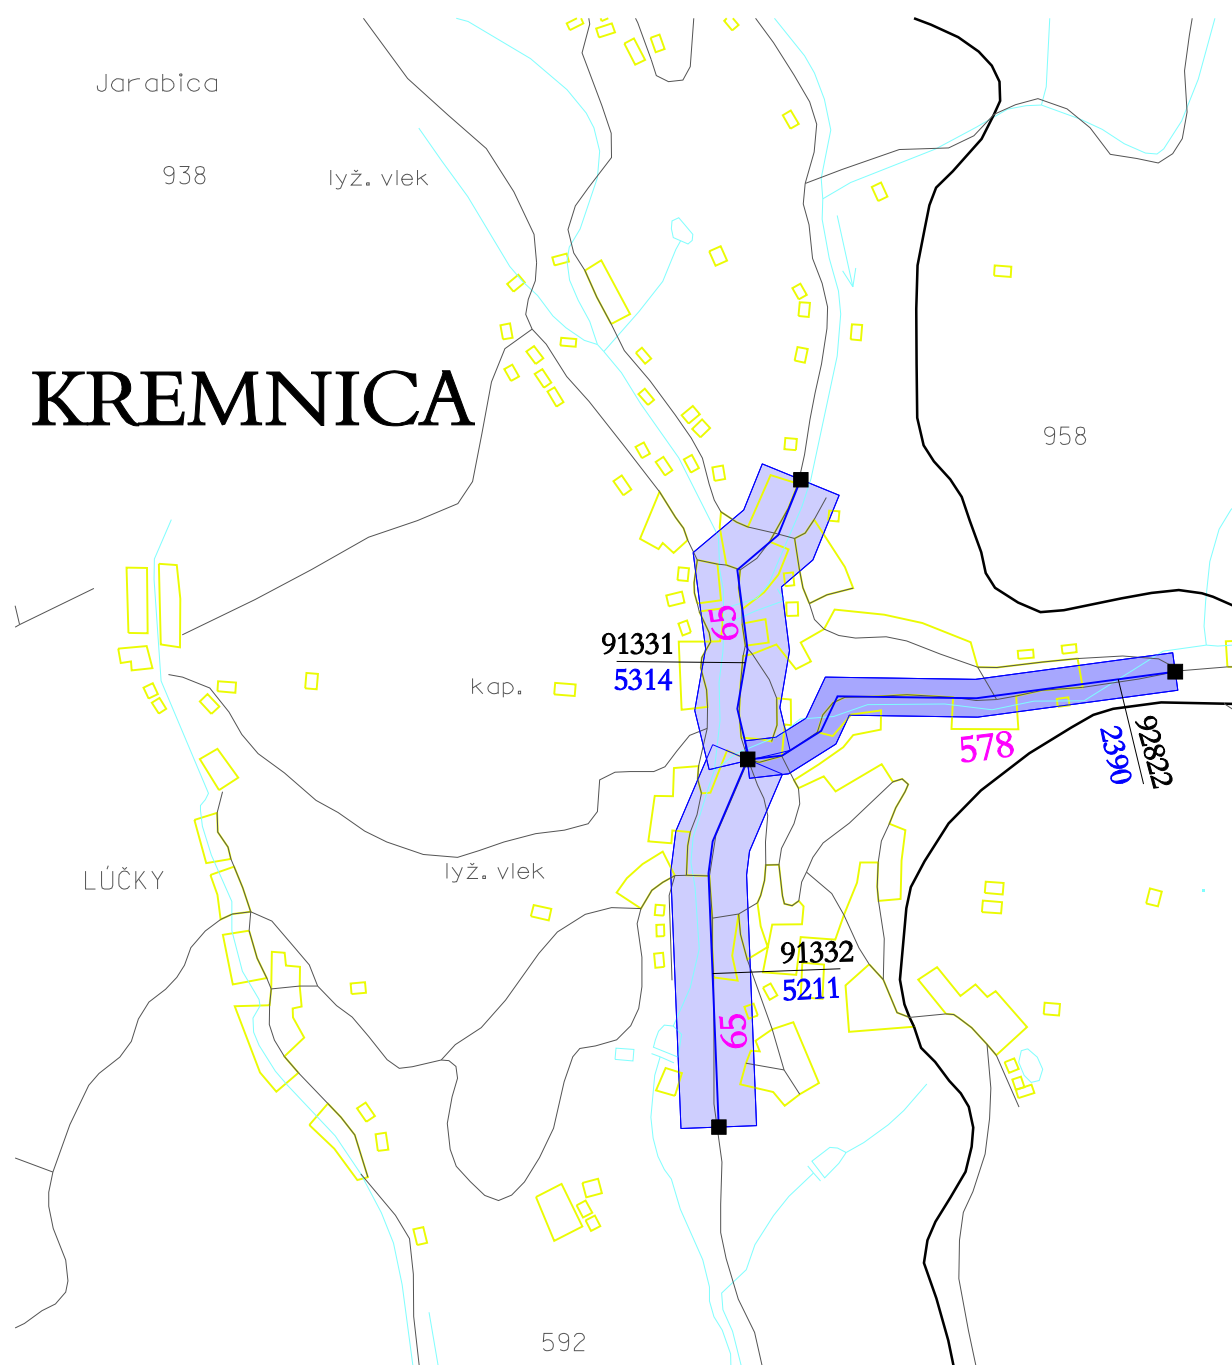 Jarabica
938
lyž. vlek
KREMNICA
958
65
91331
5314
kap.
578
92822
2390
lyž. vlek
LÚČKY
91332
5211
65
592